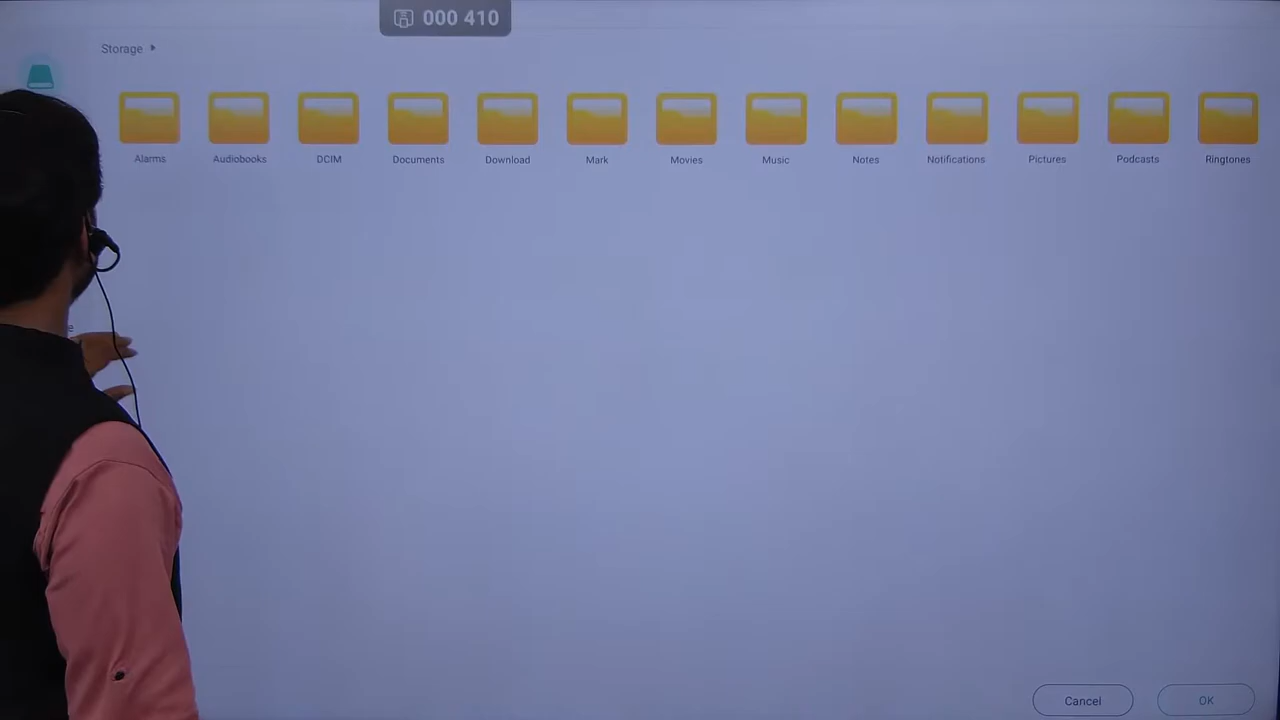 000 410
Storage
Alarms Audiobooks DCIM Documents Download Mark Movies Music Notes Notifications Pictures Podcasts Ringtones
Cancel OK